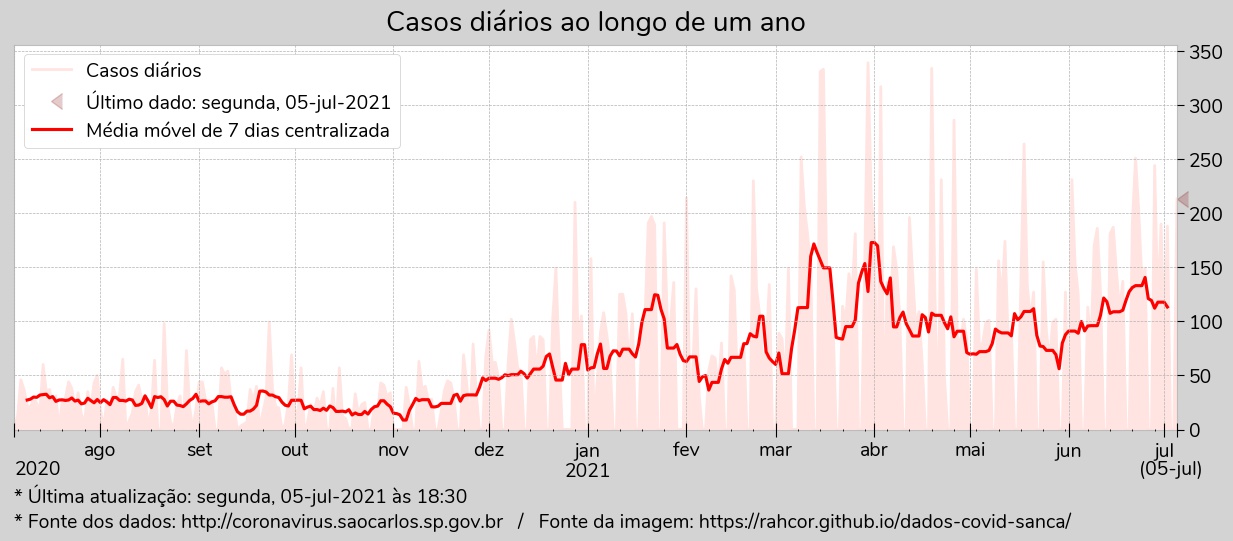 Casos diários ao longo de um ano
Casos diários
Último dado: segunda, 05-jul-2021
Média móvel de 7 dias centralizada
350
300
250
200
150
100
50
0
ago set out nov dez jan fev mar abr mai jun jul
2020 2021 (05-jul)
* Última atualização: segunda, 05-jul-2021 às 18:30
* Fonte dos dados: http://coronavirus.saocarlos.sp.gov.br / Fonte da imagem: https://rahcor.github.io/dados-covid-sanca/